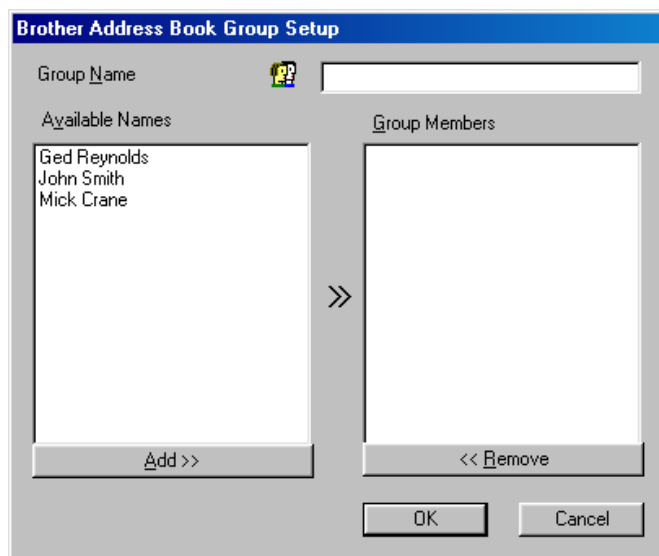 Brother Address Book Group Setup
Group Name
Available Names
Group Members
Ged Reynolds
John Smith
Mick Crane
>>
Add >>
<< Remove
OK
Cancel